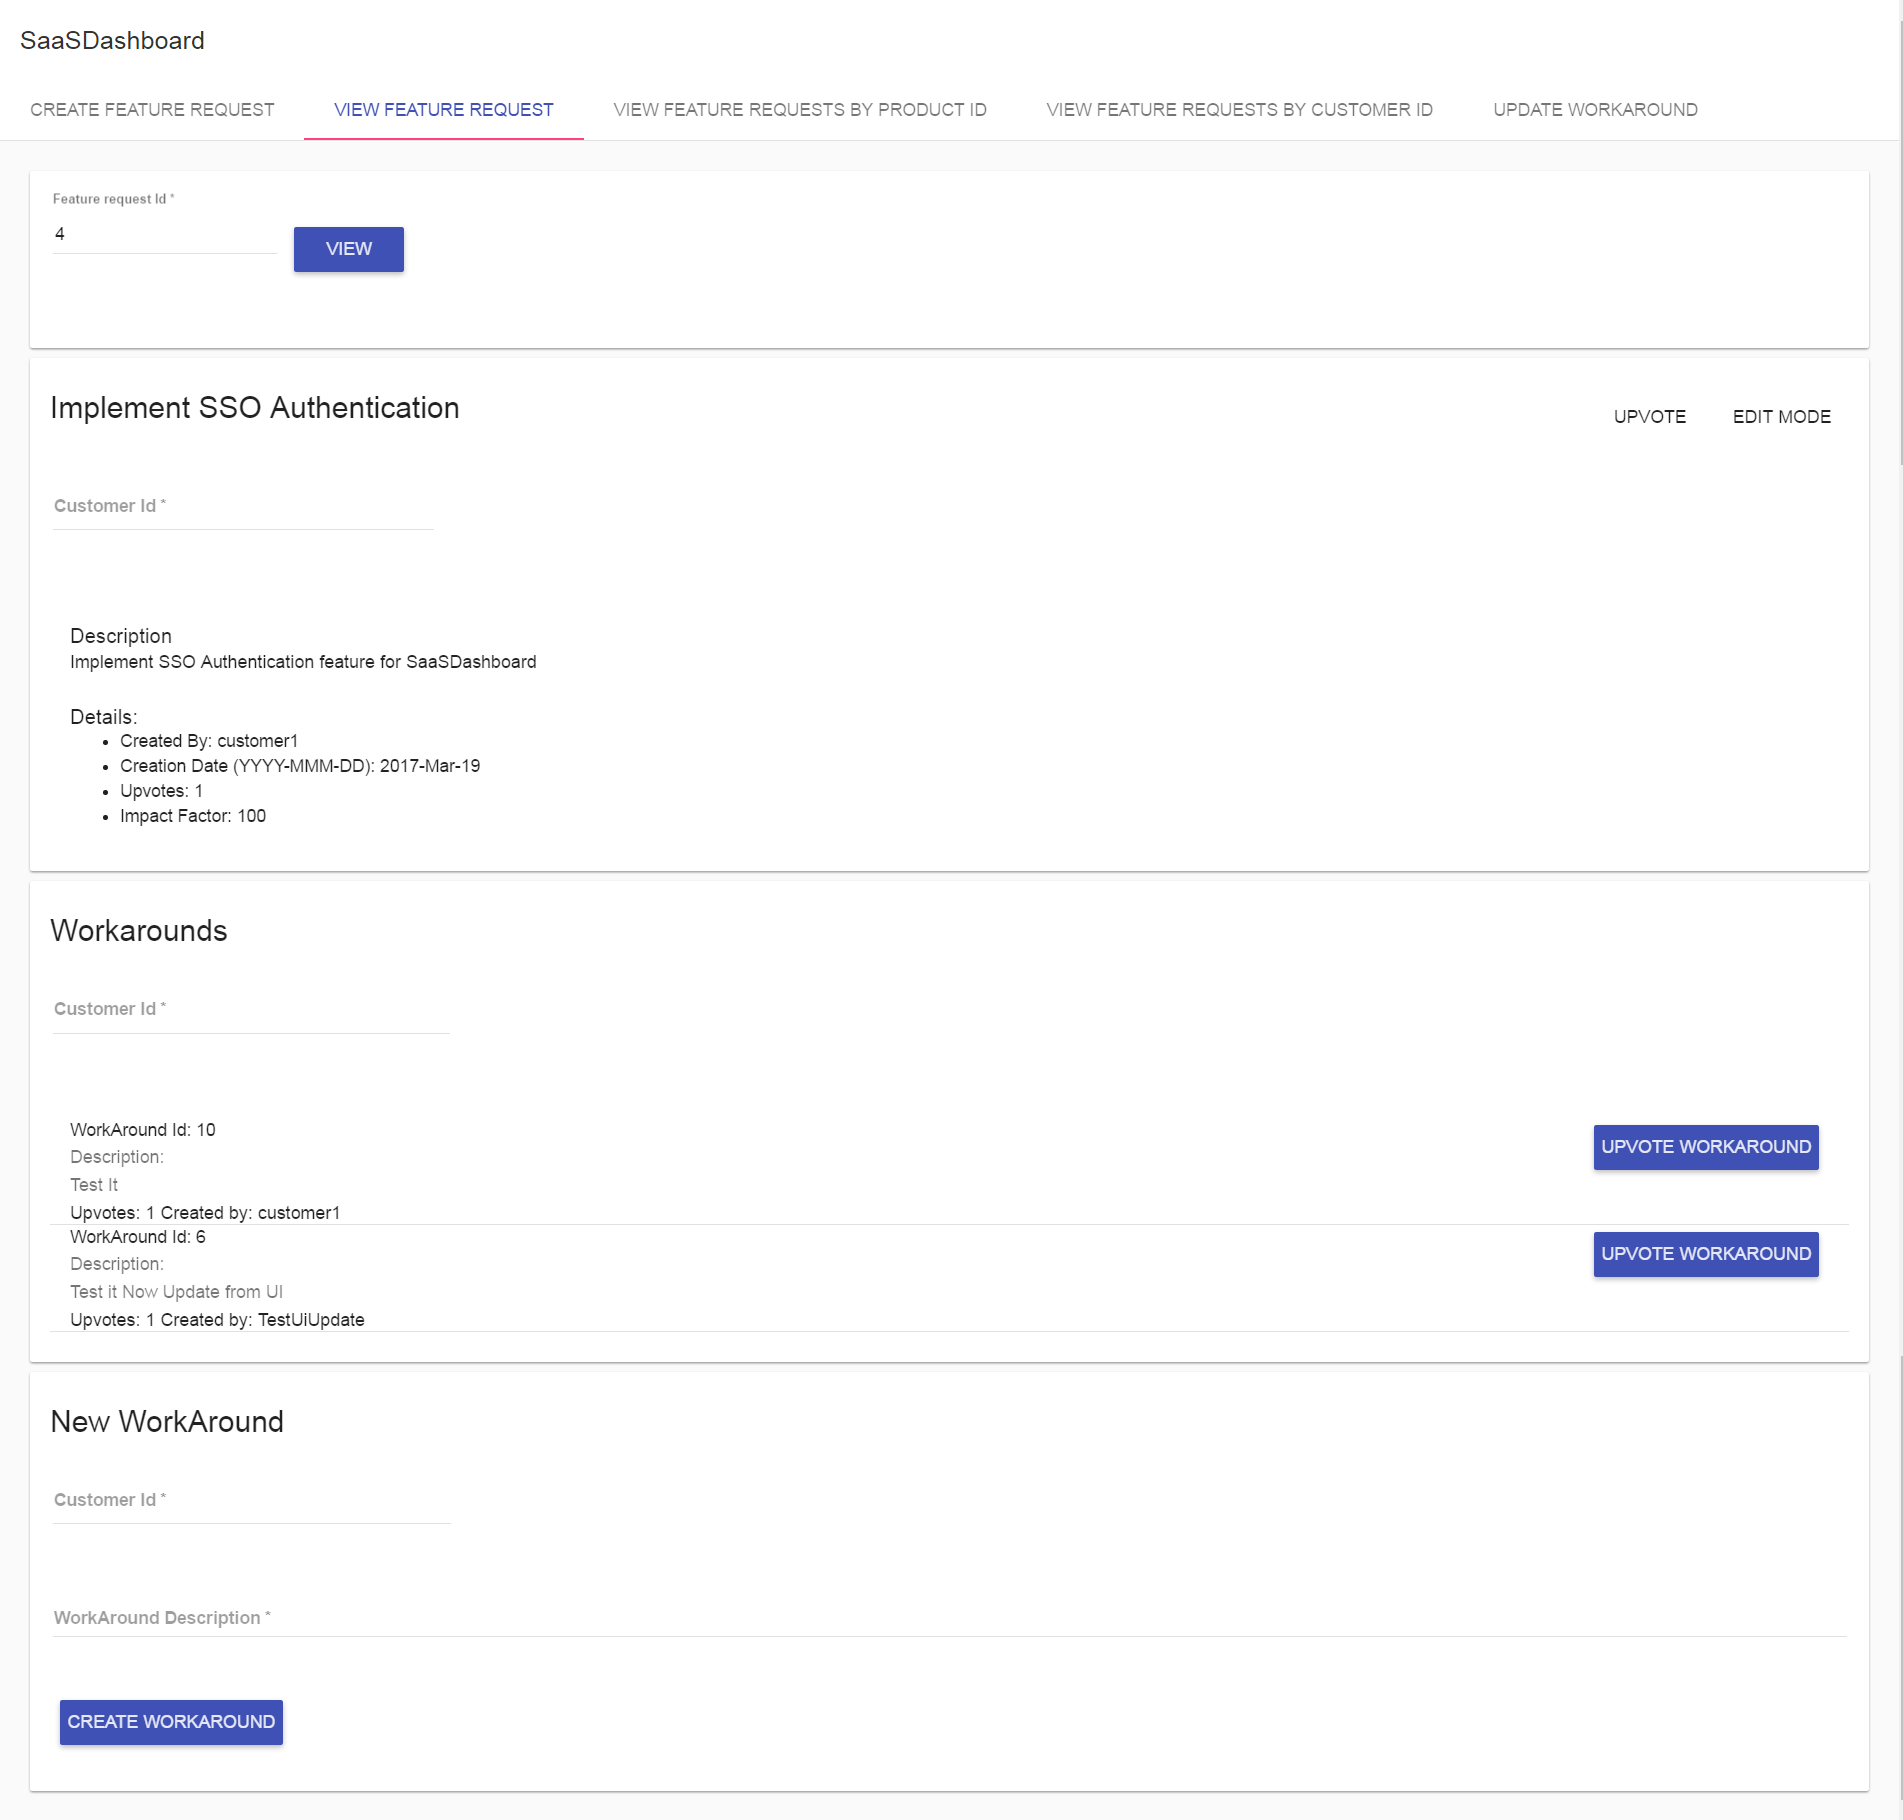 SaaSDashboard
CREATE FEATURE REQUEST VIEW FEATURE REQUEST VIEW FEATURE REQUESTS BY PRODUCT ID VIEW FEATURE REQUESTS BY CUSTOMER ID UPDATE WORKAROUND
Feature request Id *
4
VIEW
Implement SSO Authentication
UPVOTE EDIT MODE
Customer Id *
Description
Implement SSO Authentication feature for SaaSDashboard
Details:
• Created By: customer1
• Creation Date (YYYY-MMM-DD): 2017-Mar-19
• Upvotes: 1
• Impact Factor: 100
Workarounds
Customer Id *
WorkAround Id: 10
UPVOTE WORKAROUND
Description:
Test It
Upvotes: 1 Created by: customer1
WorkAround Id: 6
UPVOTE WORKAROUND
Description:
Test it Now Update from UI
Upvotes: 1 Created by: TestUiUpdate
New WorkAround
Customer Id *
WorkAround Description *
CREATE WORKAROUND